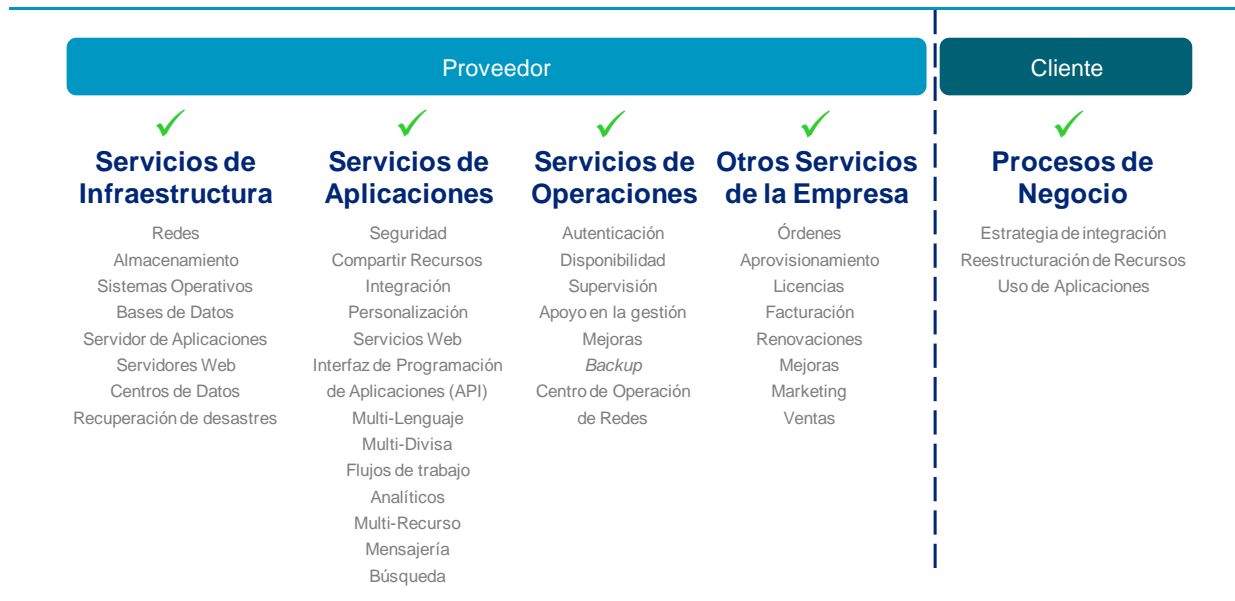 Proveedor
Cliente
Servicios de
Infraestructura
Redes
Almacenamiento
Sistemas Operativos
Bases de Datos
Servidor de Aplicaciones
Servidores Web
Centros de Datos
Recuperación de desastres
Servicios de
Aplicaciones
Seguridad
Compartir Recursos
Integración
Personalización
Servicios Web
Interfaz de Programación
de Aplicaciones (API)
Multi-Lenguaje
Multi-Divisa
Flujos de trabajo
Analíticos
Multi-Recurso
Mensajería
Búsqueda
Servicios de
Operaciones
Autenticación
Disponibilidad
Supervisión
Apoyo en la gestión
Mejoras
Backup
Centro de Operación
de Redes
Otros Servicios
de la Empresa
Órdenes
Aprovisionamiento
Licencias
Facturación
Renovaciones
Mejoras
Marketing
Ventas
Procesos de
Negocio
Estrategia de integración
Reestructuración de Recursos
Uso de Aplicaciones